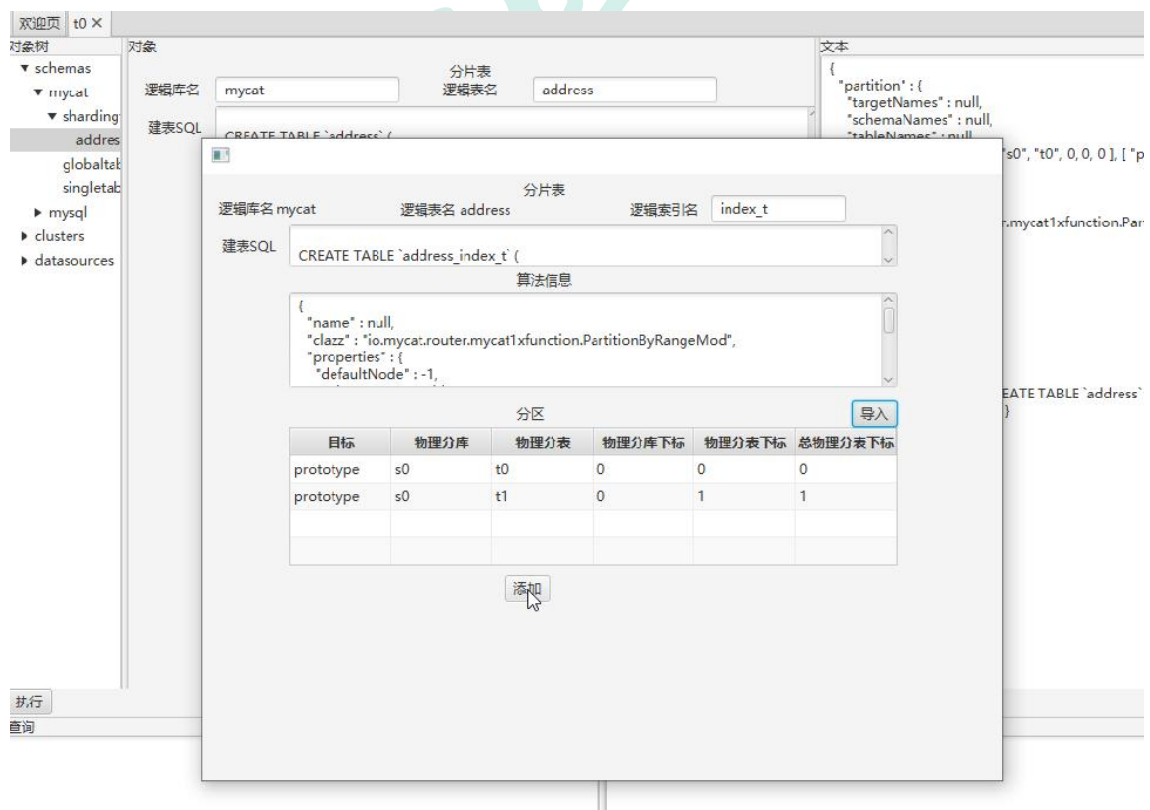 欢迎页 t0 ×
对象树 对象 文本
schemas
mycat
sharding
addres
globaltab
singletab
mysql
clusters
datasources
分片表
逻辑库名 mycat 逻辑表名 address
建表SQL CREATE TABLE `address` (
{
"partition" : {
"targetNames" : null,
"schemaNames" : null,
"tableNames" : null
"s0", "t0", 0, 0, 0 ], [ "p
r.mycat1xfunction.Par
EATE TABLE `address`
}
分片表
逻辑库名 mycat 逻辑表名 address 逻辑索引名 index_t
建表SQL CREATE TABLE `address_index_t` (
算法信息
{
"name" : null,
"clazz" : "io.mycat.router.mycat1xfunction.PartitionByRangeMod",
"properties" : {
"defaultNode" : -1,
分区 导入
目标 物理分库 物理分表 物理分库下标 物理分表下标 总物理分表下标
prototype s0 t0 0 0 0
prototype s0 t1 0 1 1
添加
执行
查询